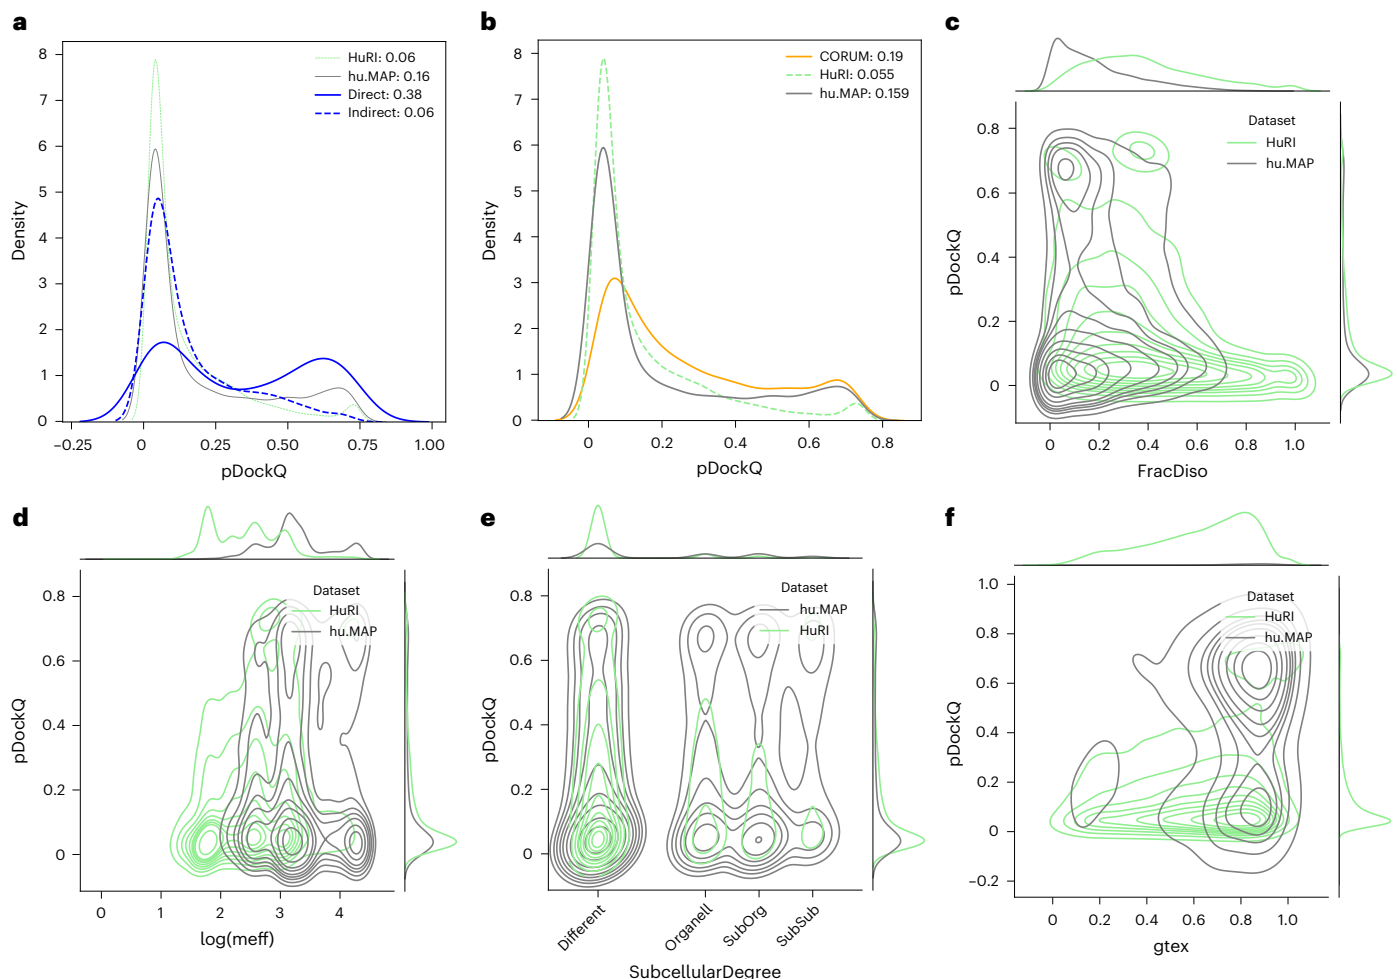 a
8
7
6
5
4
3
2
1
0
Density
−0.25
0
0.25
0.50
0.75
1.00
pDockQ
HuRI: 0.06
hu.MAP: 0.16
Direct: 0.38
Indirect: 0.06
b
8
7
6
5
4
3
2
1
0
Density
0
0.2
0.4
0.6
0.8
pDockQ
CORUM: 0.19
HuRI: 0.055
hu.MAP: 0.159
c
0.8
0.6
0.4
0.2
0
pDockQ
0
0.2
0.4
0.6
0.8
1.0
FracDiso
Dataset
HuRI
hu.MAP
d
0.8
0.6
0.4
0.2
0
pDockQ
0
1
2
3
4
log(meff)
Dataset
HuRI
hu.MAP
e
0.8
0.6
0.4
0.2
0
pDockQ
Different
Organell
SubOrg
SubSub
SubcellularDegree
Dataset
hu.MAP
HuRI
f
1.0
0.8
0.6
0.4
0.2
0
−0.2
pDockQ
0
0.2
0.4
0.6
0.8
1.0
gtex
Dataset
HuRI
hu.MAP